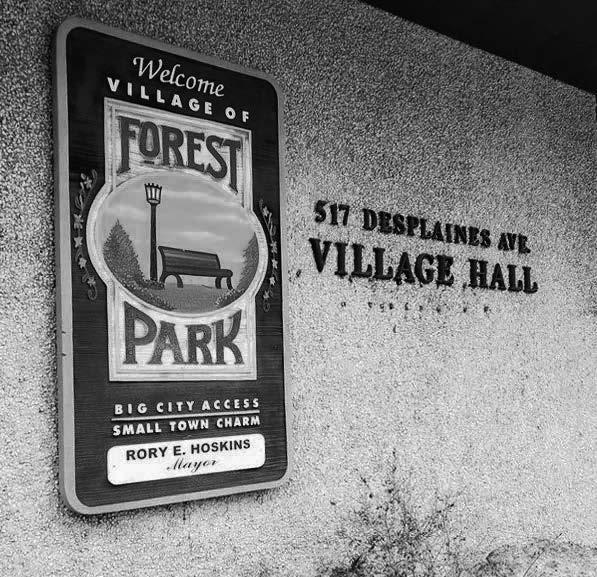 Welcome
VILLAGE OF
FOREST
PARK
BIG CITY ACCESS
SMALL TOWN CHARM
RORY E. HOSKINS
Mayor
517 DESPLAINES AVE.
VILLAGE HALL